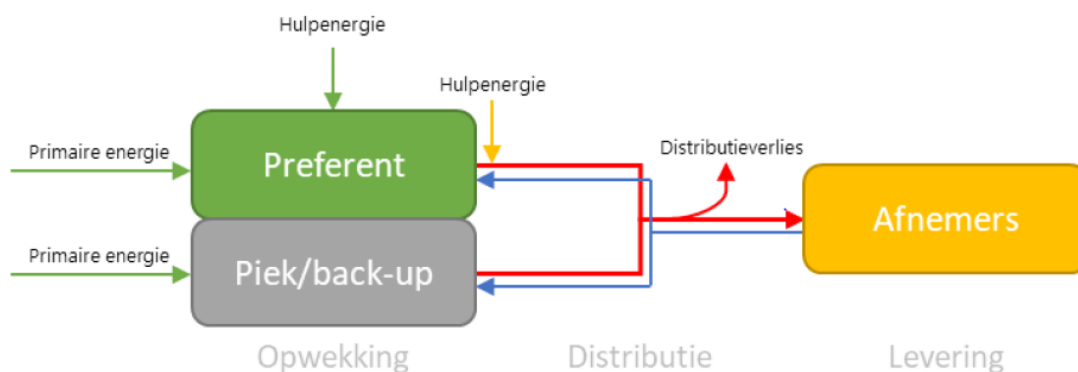 Hulpenergie
Hulpenergie
Primaire energie
Preferent
Distributieverlies
Afnemers
Primaire energie
Piek/back-up
Opwekking
Distributie
Levering